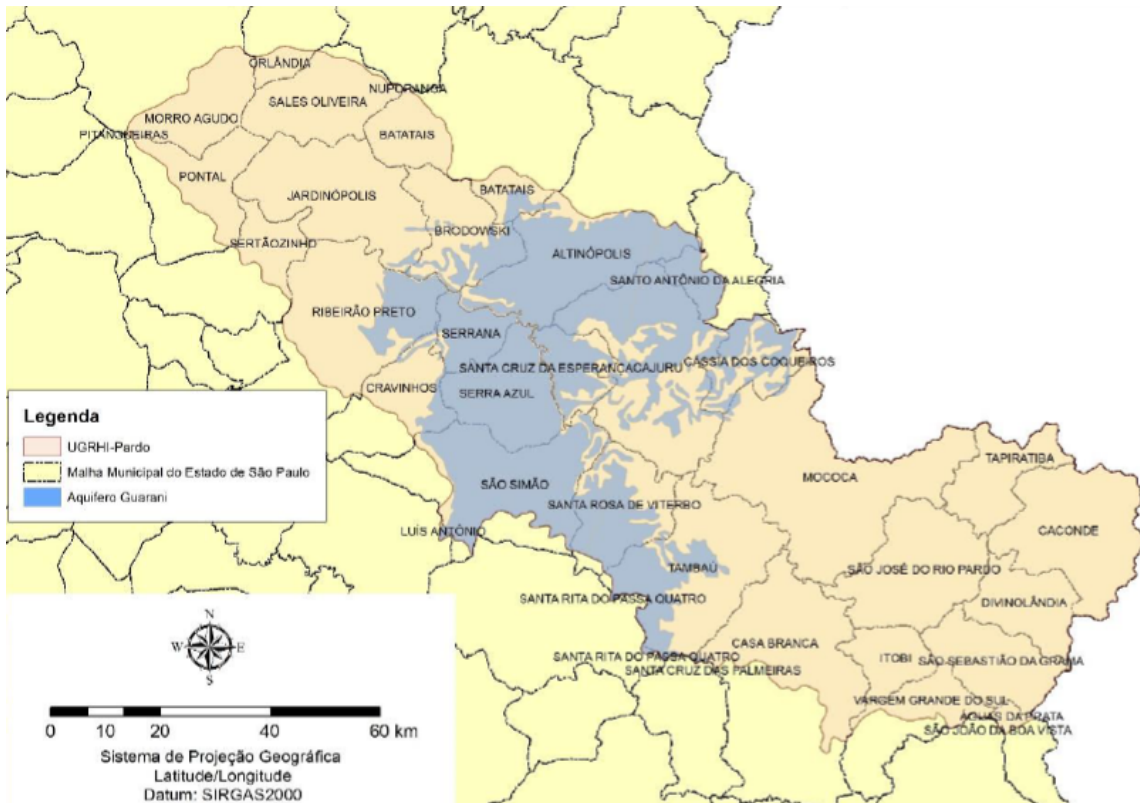 ORLÂNDIA
NUPORANGA
SALES OLIVEIRA
MORRO AGUDO
PITANGUEIRAS
BATATAIS
PONTAL
JARDINÓPOLIS
BATATAIS
BRODOWSKI
SERTÃOZINHO
ALTINÓPOLIS
SANTO ANTÔNIO DA ALEGRIA
RIBEIRÃO PRETO
SERRANA
CÁSSIA DOS COQUEIROS
SANTA CRUZ DA ESPERANCACAJURU
CRAVINHOS
SERRA AZUL
Legenda
UGRHI-Pardo
Malha Municipal do Estado de São Paulo
Aquifero Guarani
TAPIRATIBA
MOCOCA
SÃO SIMÃO
SANTA ROSA DE VITERBO
CACONDE
LUÍS ANTÔNIO
TAMBAÚ
SÃO JOSÉ DO RIO PARDO
SANTA RITA DO PASSA QUATRO
DIVINOLÂNDIA
CASA BRANCA
SANTA RITA DO PASSA QUATRO
SANTA CRUZ DAS PALMEIRAS
ITOBI
SÃO SEBASTIÃO DA GRAMA
VARGEM GRANDE DO SUL
ÁGUAS DA PRATA
SÃO JOÃO DA BOA VISTA
N
W E
S
0 10 20 40 60 km
Sistema de Projeção Geográfica
Latitude/Longitude
Datum: SIRGAS2000